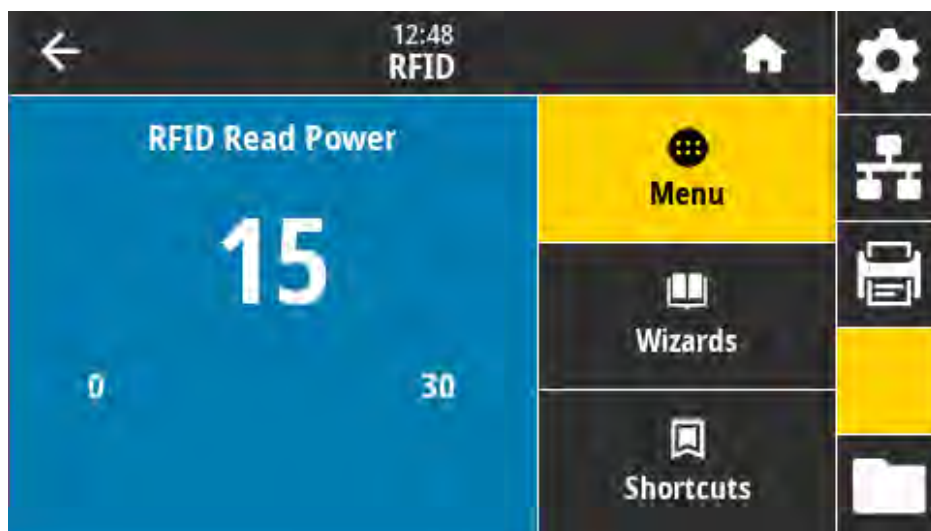 12:48
RFID
RFID Read Power
15
0 30
Menu
Wizards
Shortcuts